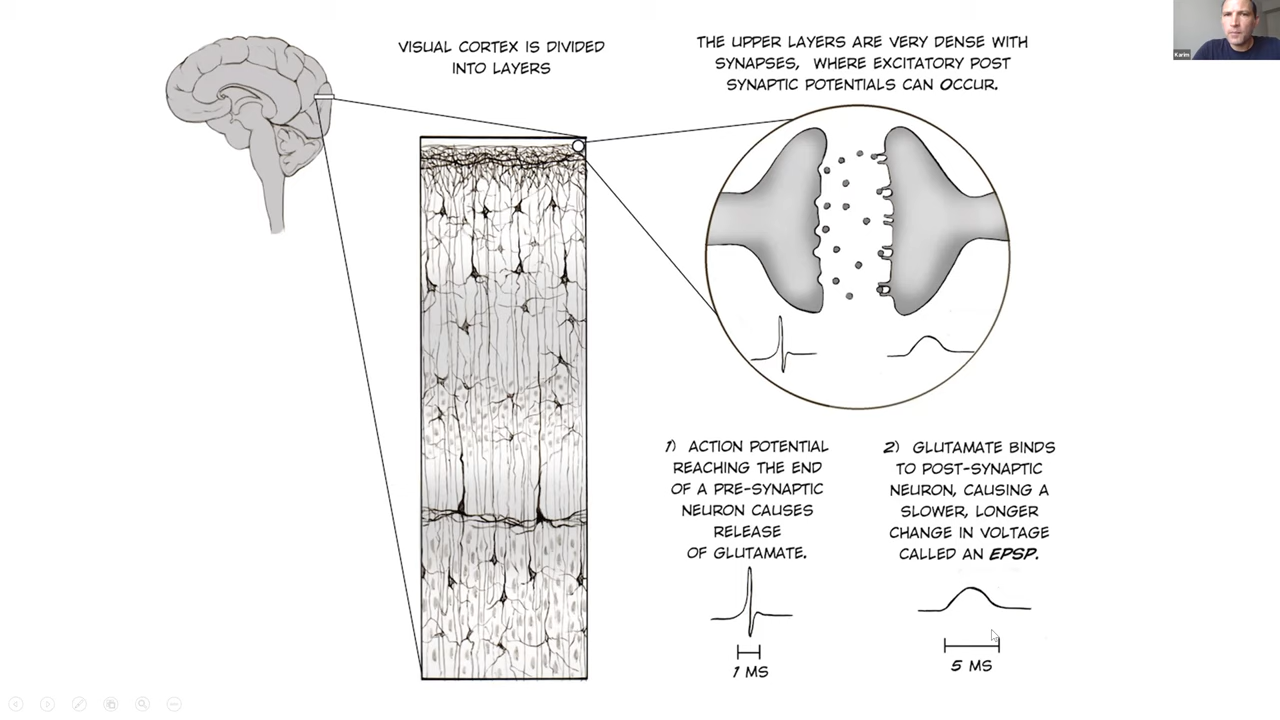 VISUAL CORTEX IS DIVIDED
INTO LAYERS
THE UPPER LAYERS ARE VERY DENSE WITH
SYNAPSES, WHERE EXCITATORY POST
SYNAPTIC POTENTIALS CAN OCCUR.
Karim
1) ACTION POTENTIAL
REACHING THE END
OF A PRE-SYNAPTIC
NEURON CAUSES
RELEASE
OF GLUTAMATE.
1 MS
2) GLUTAMATE BINDS
TO POST-SYNAPTIC
NEURON, CAUSING A
SLOWER, LONGER
CHANGE IN VOLTAGE
CALLED AN EPSP.
5 MS